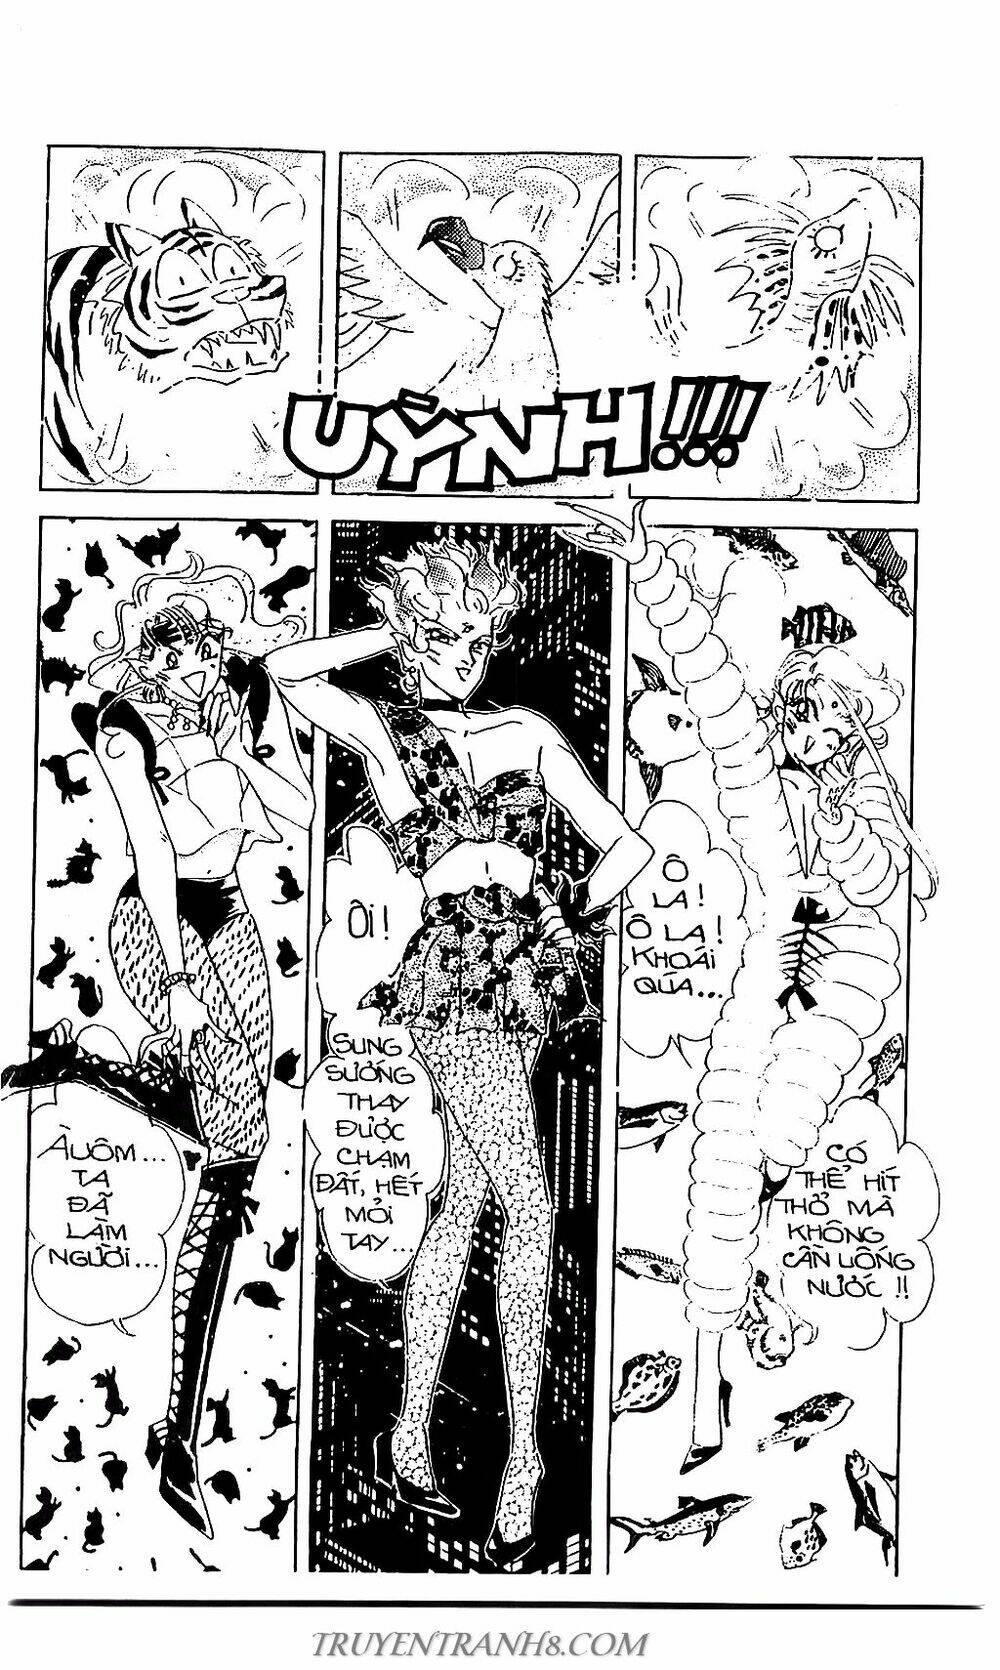 UỲNH!!!
ÀUÔM...
TA
ĐÃ
LÀM
NGƯỜI...
ÔI!
SUNG
SƯỚNG
THAY
ĐƯỢC
CHẠM
ĐẤT, HẾT
MỎI
TAY...
Ô
LA!
Ô LA!
KHOÁI
QÚA...
CÓ
THỂ HÍT
THỞ MÀ
KHÔNG
CẦN UỐNG
NƯỚC!!
TRUYENTRANH8.COM